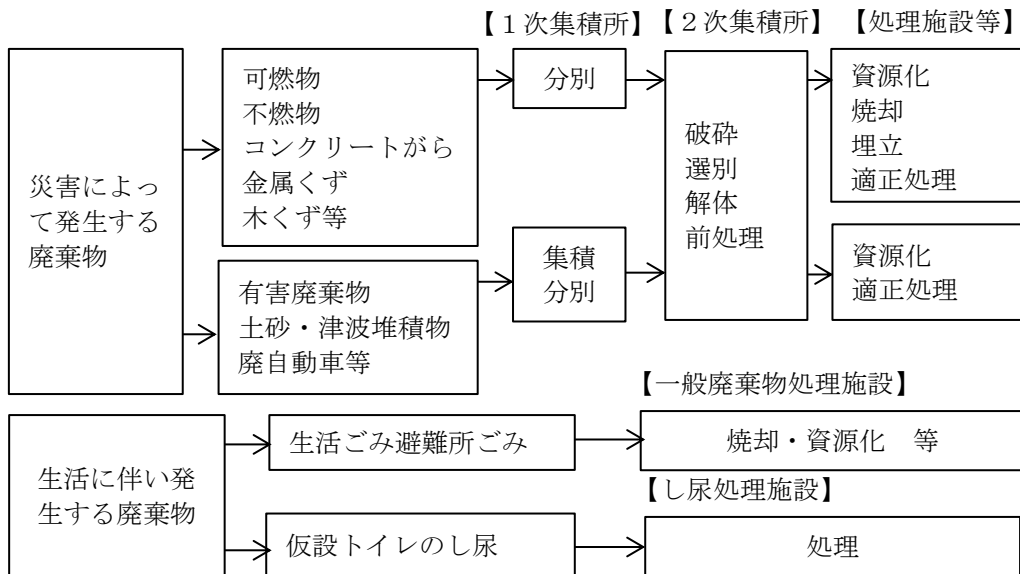 【１次集積所】
【２次集積所】
【処理施設等】
災害によっ
て発生する
廃棄物
可燃物
不燃物
コンクリートがら
金属くず
木くず等
分別
破砕
選別
解体
前処理
資源化
焼却
埋立
適正処理
有害廃棄物
土砂・津波堆積物
廃自動車等
集積
分別
資源化
適正処理
【一般廃棄物処理施設】
生活に伴い発
生する廃棄物
生活ごみ避難所ごみ
焼却・資源化　等
【し尿処理施設】
仮設トイレのし尿
処理